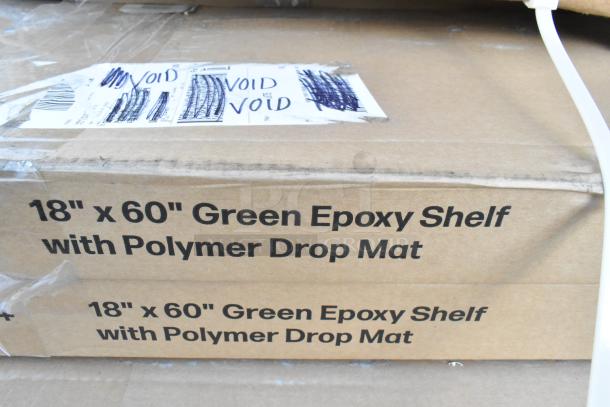 VOID
VOID
VOID
18" x 60" Green Epoxy Shelf
with Polymer Drop Mat
18" x 60" Green Epoxy Shelf
with Polymer Drop Mat